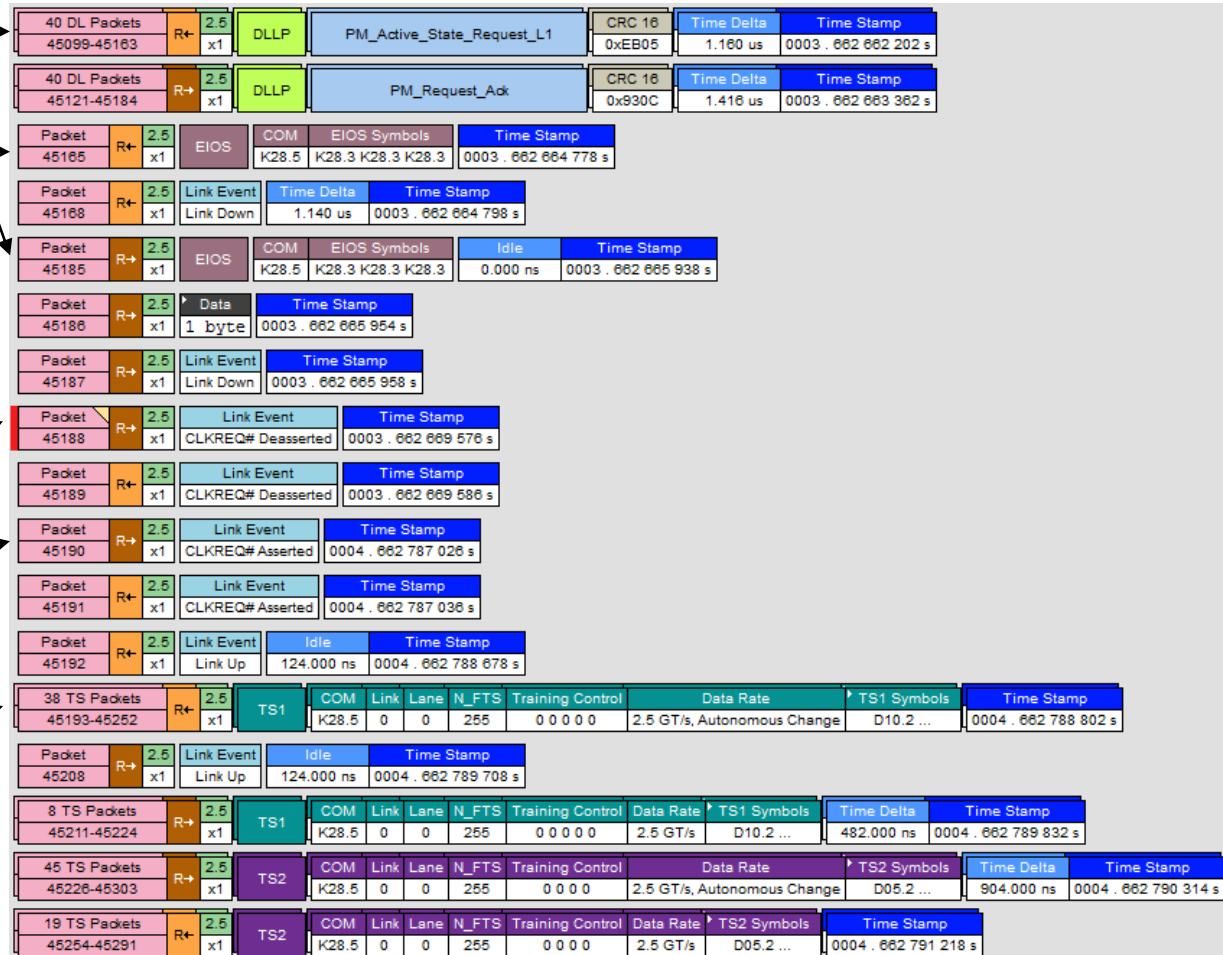 40 DL Packets R← 2.5 DLLP PM_Active_State_Request_L1 CRC 16 Time Delta Time Stamp
45099-45163 x1 0xEB05 1.160 us 0003 . 662 662 202 s
40 DL Packets R→ 2.5 DLLP PM_Request_Ack CRC 16 Time Delta Time Stamp
45121-45184 x1 0x930C 1.416 us 0003 . 662 663 362 s
Packet R← 2.5 EIOS COM EIOS Symbols Time Stamp
45165 x1 K28.5 K28.3 K28.3 K28.3 0003 . 662 664 778 s
Packet R← 2.5 Link Event Time Delta Time Stamp
45168 x1 Link Down 1.140 us 0003 . 662 664 798 s
Packet R→ 2.5 EIOS COM EIOS Symbols Idle Time Stamp
45185 x1 K28.5 K28.3 K28.3 K28.3 0.000 ns 0003 . 662 665 938 s
Packet R→ 2.5 Data Time Stamp
45186 x1 1 byte 0003 . 662 665 954 s
Packet R→ 2.5 Link Event Time Stamp
45187 x1 Link Down 0003 . 662 665 958 s
Packet R→ 2.5 Link Event Time Stamp
45188 x1 CLKREQ# Deasserted 0003 . 662 669 576 s
Packet R← 2.5 Link Event Time Stamp
45189 x1 CLKREQ# Deasserted 0003 . 662 669 586 s
Packet R→ 2.5 Link Event Time Stamp
45190 x1 CLKREQ# Asserted 0004 . 662 787 026 s
Packet R← 2.5 Link Event Time Stamp
45191 x1 CLKREQ# Asserted 0004 . 662 787 036 s
Packet R← 2.5 Link Event Idle Time Stamp
45192 x1 Link Up 124.000 ns 0004 . 662 788 678 s
38 TS Packets R← 2.5 TS1 COM Link Lane N_FTS Training Control Data Rate TS1 Symbols Time Stamp
45193-45252 x1 K28.5 0 0 255 0 0 0 0 0 2.5 GT/s, Autonomous Change D10.2 ... 0004 . 662 788 802 s
Packet R→ 2.5 Link Event Idle Time Stamp
45208 x1 Link Up 124.000 ns 0004 . 662 789 708 s
8 TS Packets R→ 2.5 TS1 COM Link Lane N_FTS Training Control Data Rate TS1 Symbols Time Delta Time Stamp
45211-45224 x1 K28.5 0 0 255 0 0 0 0 0 2.5 GT/s D10.2 ... 482.000 ns 0004 . 662 789 832 s
45 TS Packets R→ 2.5 TS2 COM Link Lane N_FTS Training Control Data Rate TS2 Symbols Time Delta Time Stamp
45226-45303 x1 K28.5 0 0 255 0 0 0 0 2.5 GT/s, Autonomous Change D05.2 ... 904.000 ns 0004 . 662 790 314 s
19 TS Packets R← 2.5 TS2 COM Link Lane N_FTS Training Control Data Rate TS2 Symbols Time Stamp
45254-45291 x1 K28.5 0 0 255 0 0 0 0 2.5 GT/s D05.2 ... 0004 . 662 791 218 s